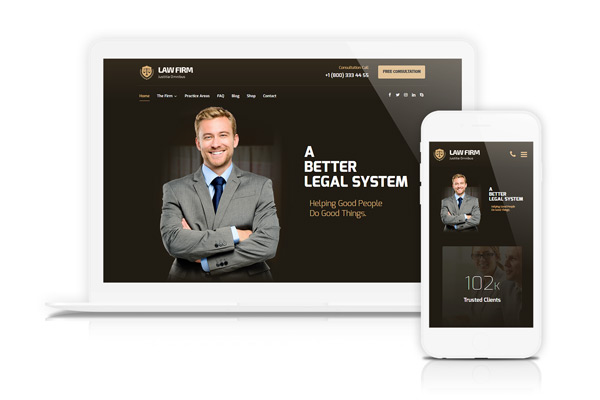 LAW FIRM
Justitia Omnibus
Consultation Call:
+1 (800) 333 44 55
FREE CONSULTATION
Home The Firm Practice Areas FAQ Blog Shop Contact
A
BETTER
LEGAL SYSTEM
Helping Good People
Do Good Things.
LAW FIRM
Justitia Omnibus
A
BETTER
LEGAL SYSTEM
Helping Good People
Do Good Things.
102K
Trusted Clients